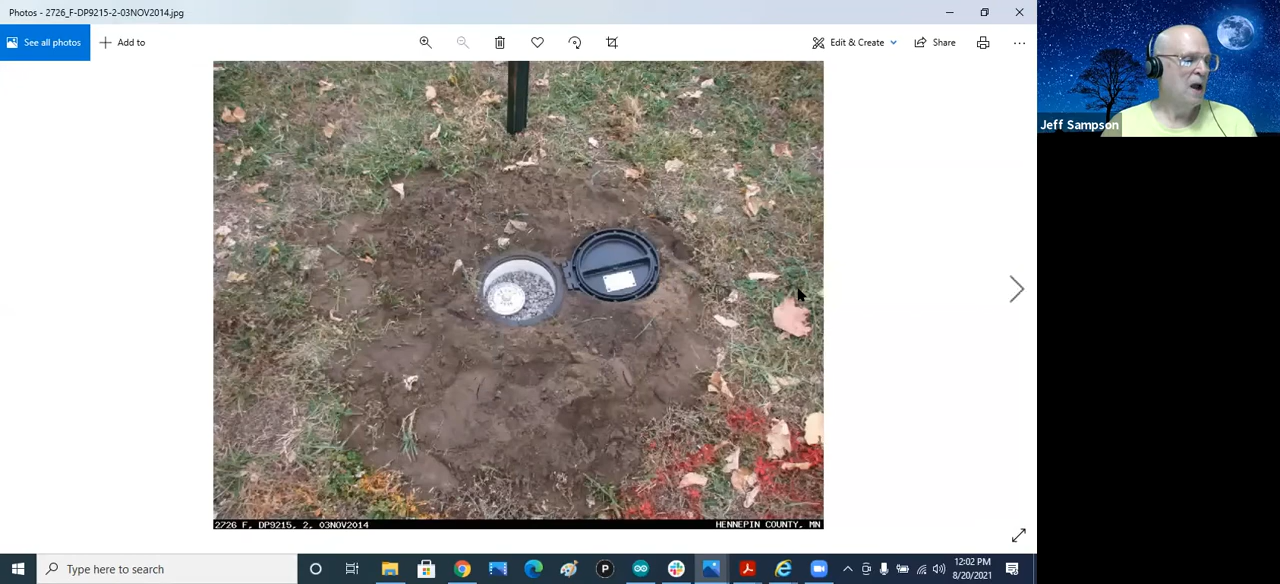 Photos - 2726_F-DP9215-2-03NOV2014.jpg
See all photos
Add to
Edit & Create
Share
Jeff Sampson
2726 F, DP9215, 2, 03NOV2014
HENNEPIN COUNTY, MN
Type here to search
12:02 PM
8/20/2021